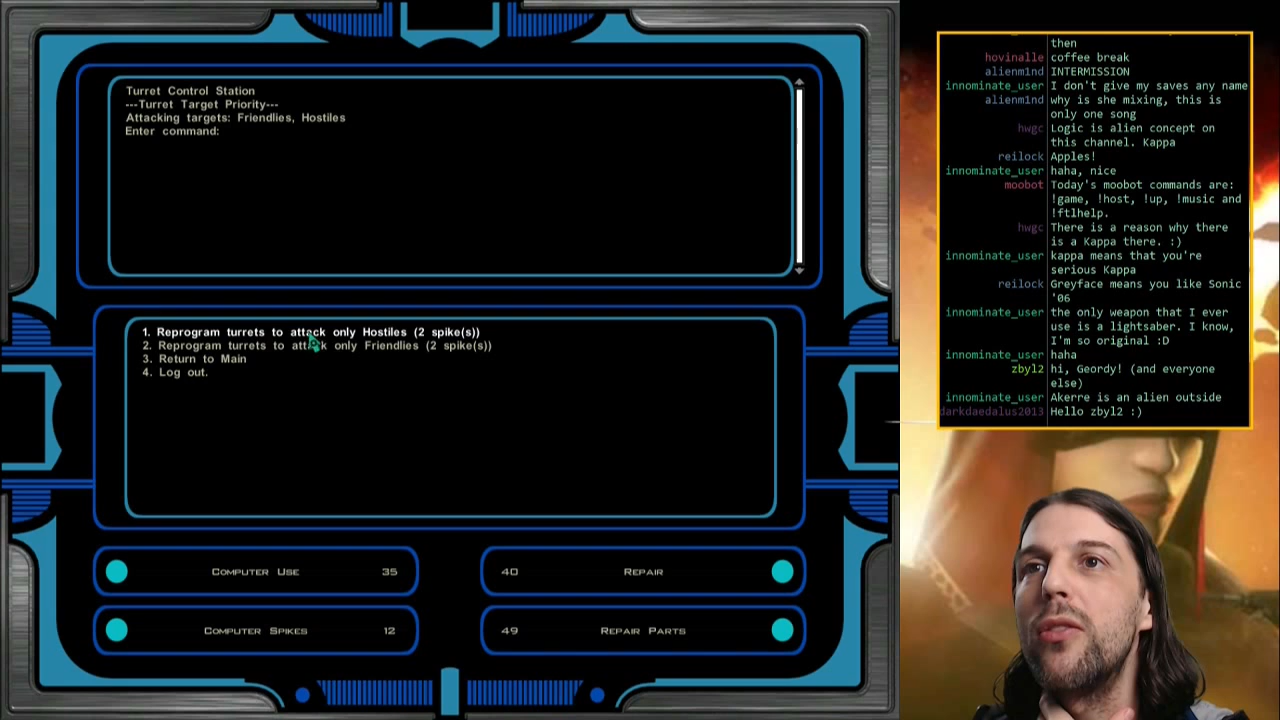 Turret Control Station
---Turret Target Priority---
Attacking targets: Friendlies, Hostiles
Enter command:
1. Reprogram turrets to attack only Hostiles (2 spike(s))
2. Reprogram turrets to attack only Friendlies (2 spike(s))
3. Return to Main
4. Log out.
Computer Use 35
40 Repair
Computer Spikes 12
49 Repair Parts
then
hovinalle coffee break
alienm1nd INTERMISSION
innominate_user I don't give my saves any name
alienm1nd why is she mixing, this is
only one song
hwgc Logic is alien concept on
this channel. Kappa
reilock Apples!
innominate_user haha, nice
moobot Today's moobot commands are:
!game, !host, !up, !music and
!ftlhelp.
hwgc There is a reason why there
is a Kappa there. :)
innominate_user kappa means that you're
serious Kappa
reilock Greyface means you like Sonic
'06
innominate_user the only weapon that I ever
use is a lightsaber. I know,
I'm so original :D
innominate_user haha
zbyl2 hi, Geordy! (and everyone
else)
innominate_user Akerre is an alien outside
darkdaedalus2013 Hello zbyl2 :)